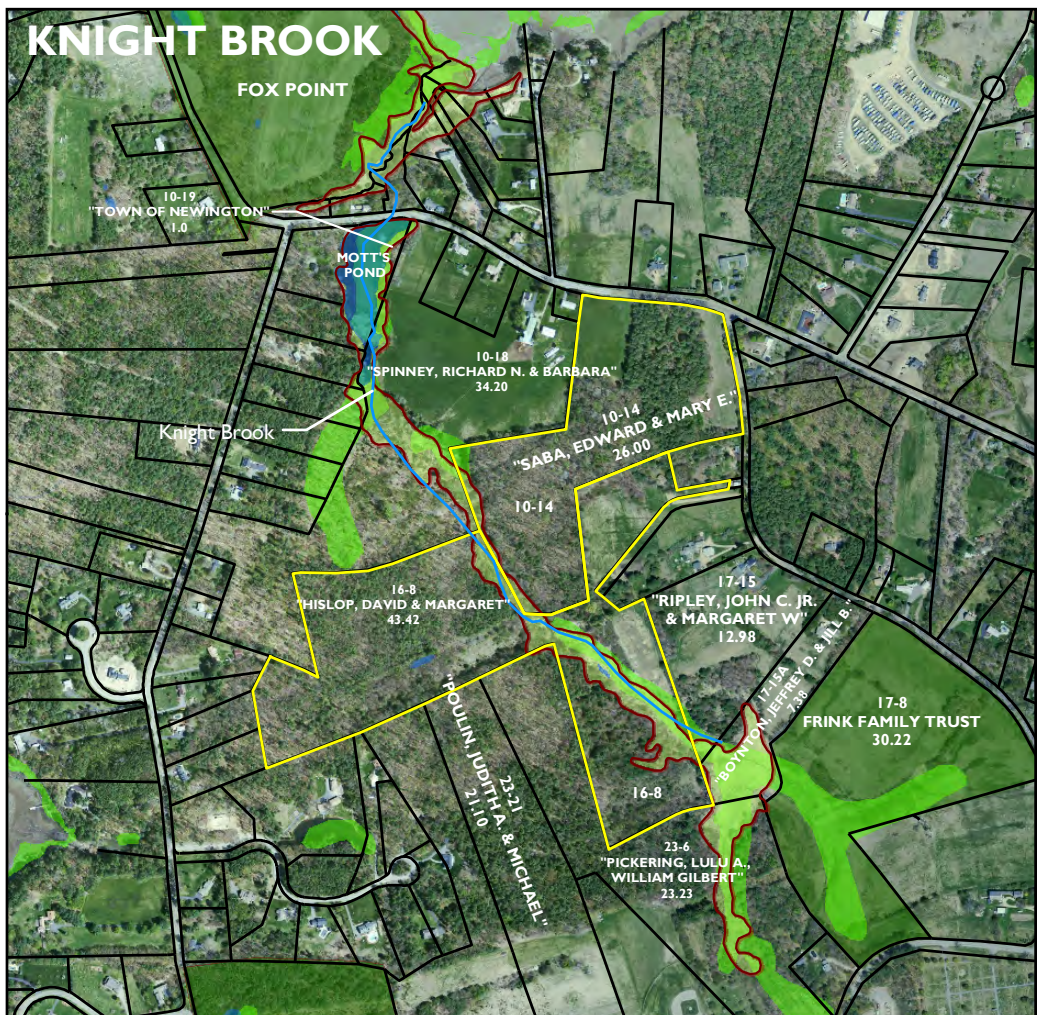 KNIGHT BROOK
FOX POINT
10-19
"TOWN OF NEWINGTON"
1.0
MOTT'S
POND
10-18
"SPINNEY, RICHARD N. & BARBARA"
34.20
Knight Brook
10-14
"SABA, EDWARD & MARY E."
26.00
10-14
16-8
"HISLOP, DAVID & MARGARET"
43.42
17-15
"RIPLEY, JOHN C. JR.
& MARGARET W"
12.98
17-15A
"BOYNTON, JEFFREY D. & JILL B."
7.38
17-8
FRINK FAMILY TRUST
30.22
"POULIN, JUDITH A. & MICHAEL"
23-21
21.10
16-8
23-6
"PICKERING, LULU A.,
WILLIAM GILBERT"
23.23